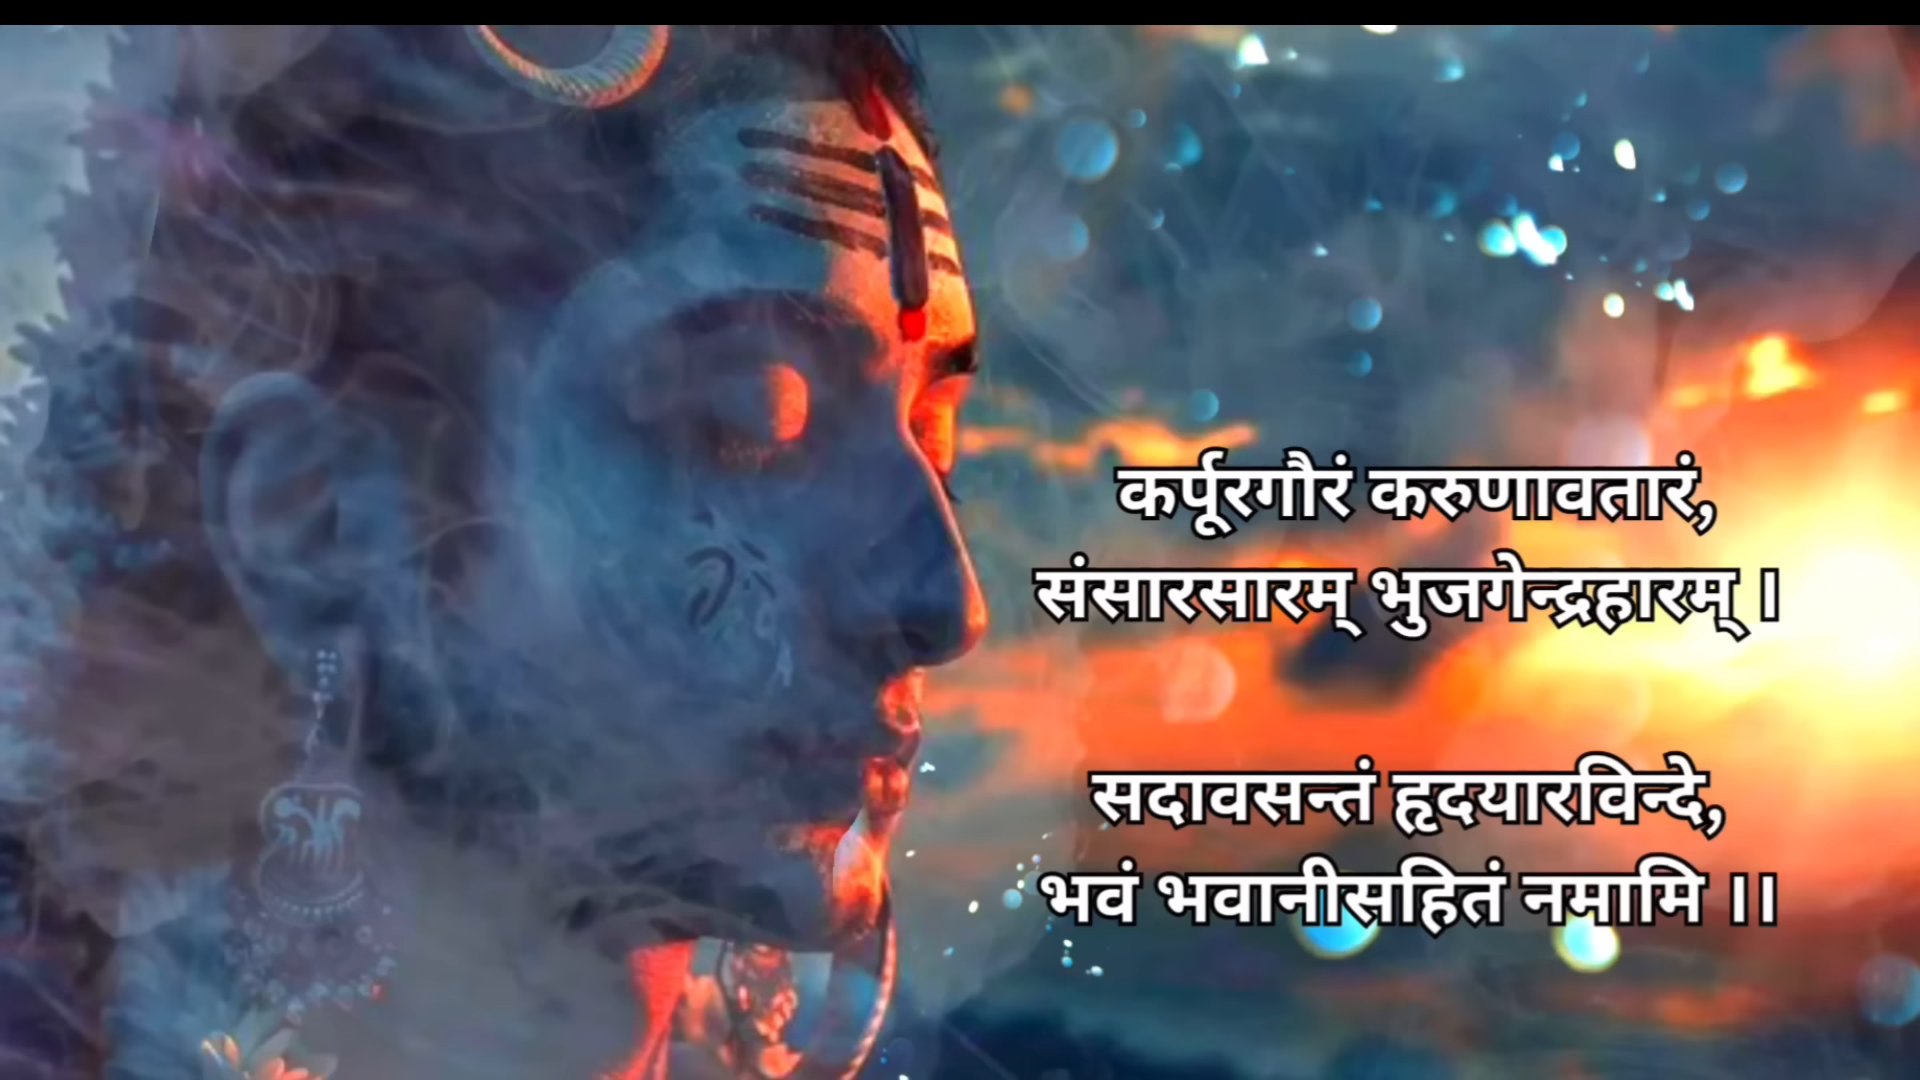 कर्पूरगौरं करुणावतारं,
संसारसारम् भुजगेन्द्रहारम् ।
सदावसन्तं हृदयारविन्दे,
भवं भवानीसहितं नमामि ।।